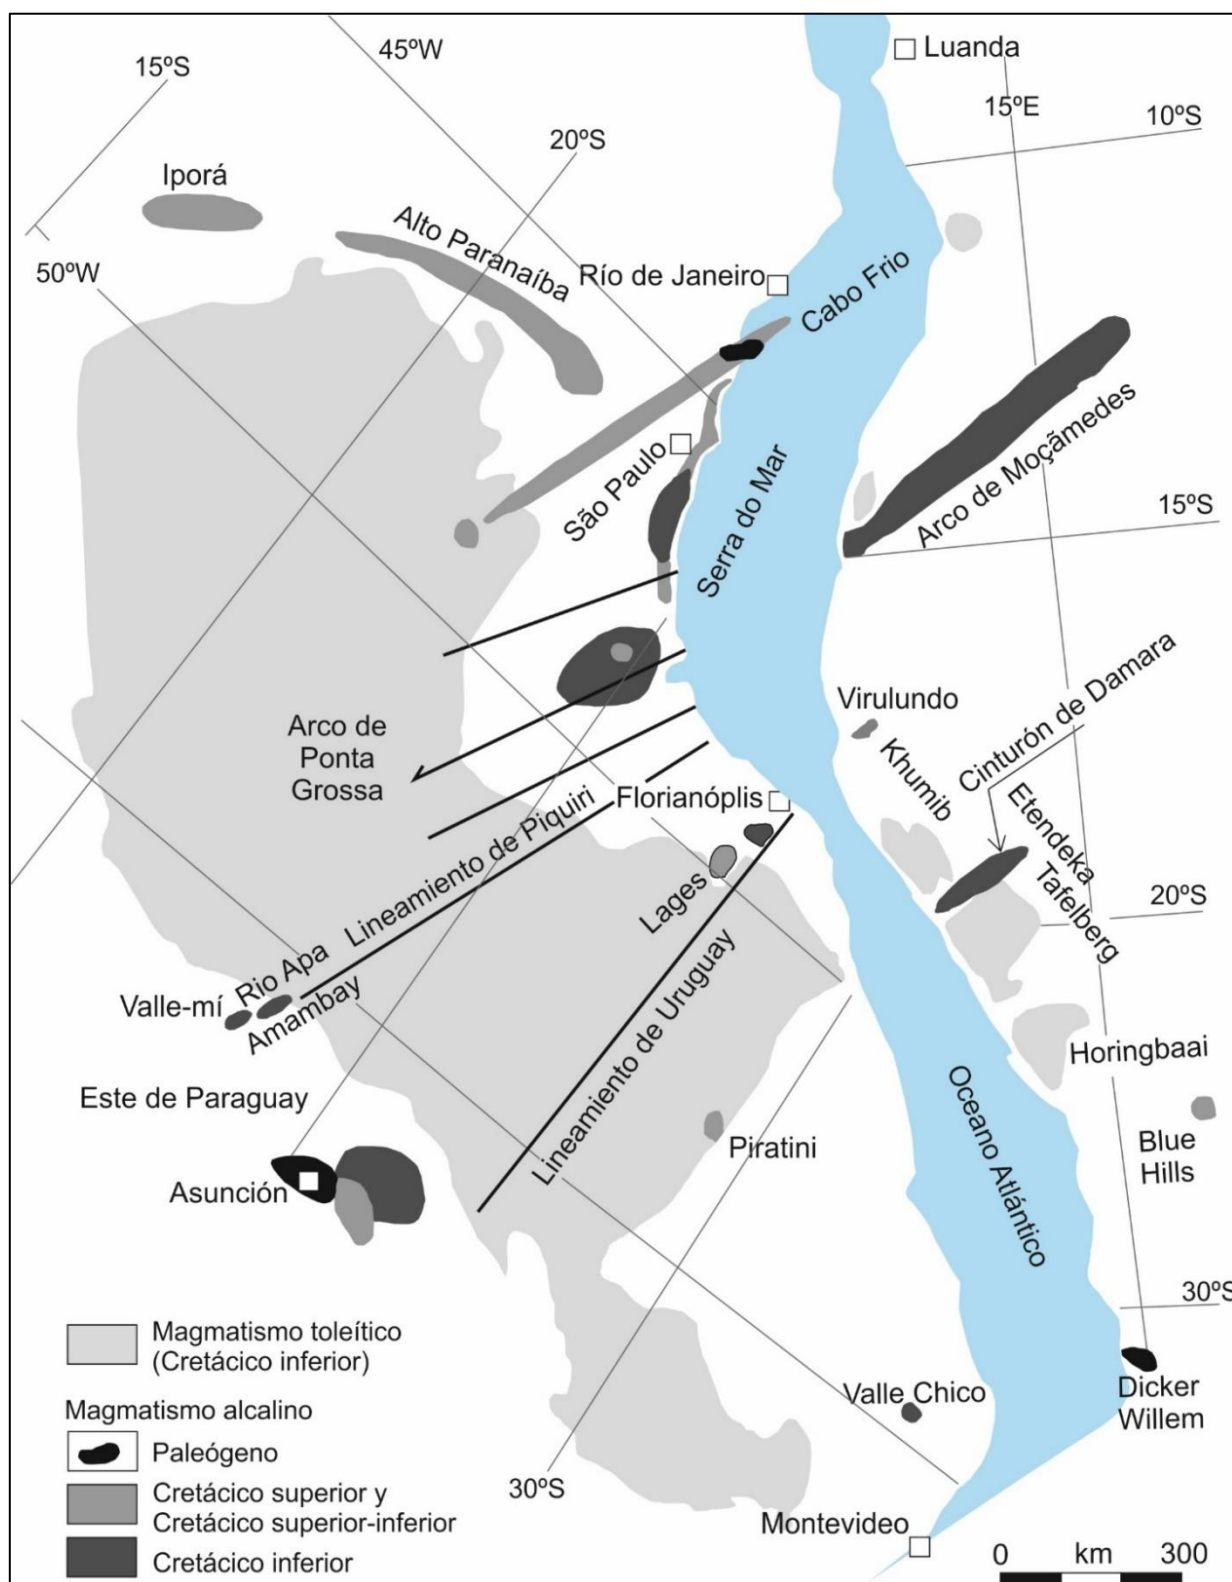 45ºW
Luanda
15ºS
15ºE
10ºS
20ºS
Iporá
Alto Paranaíba
50ºW
Río de Janeiro
Cabo Frio
São Paulo
Serra do Mar
Arco de Moçãmedes
15ºS
Virulundo
Khumib
Cinturón de Damara
Etendeka
Tafelberg
Arco de
Ponta
Grossa
Florianóplis
Lineamiento de Piquiri
Lages
20ºS
Rio Apa
Valle-mí
Amambay
Lineamiento de Uruguay
Horingbaai
Este de Paraguay
Oceano Atlántico
Piratini
Blue
Hills
Asunción
30ºS
Magmatismo toleítico
(Cretácico inferior)
Magmatismo alcalino
Paleógeno
Cretácico superior y
Cretácico superior-inferior
Cretácico inferior
Valle Chico
Dicker
Willem
30ºS
Montevideo
0 km 300